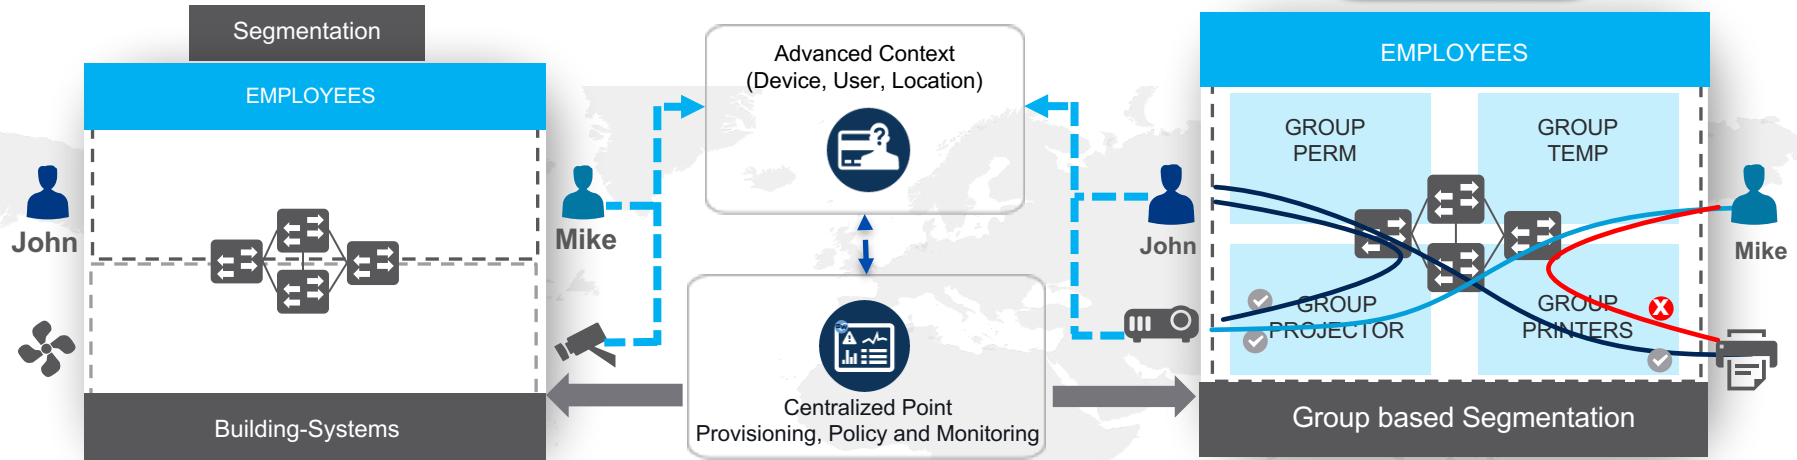 Segmentation
EMPLOYEES
John
Mike
Building-Systems
Advanced Context
(Device, User, Location)
?
Centralized Point
Provisioning, Policy and Monitoring
EMPLOYEES
GROUP
PERM
GROUP
TEMP
John
Mike
GROUP
PROJECTOR
GROUP
PRINTERS
X
Group based Segmentation